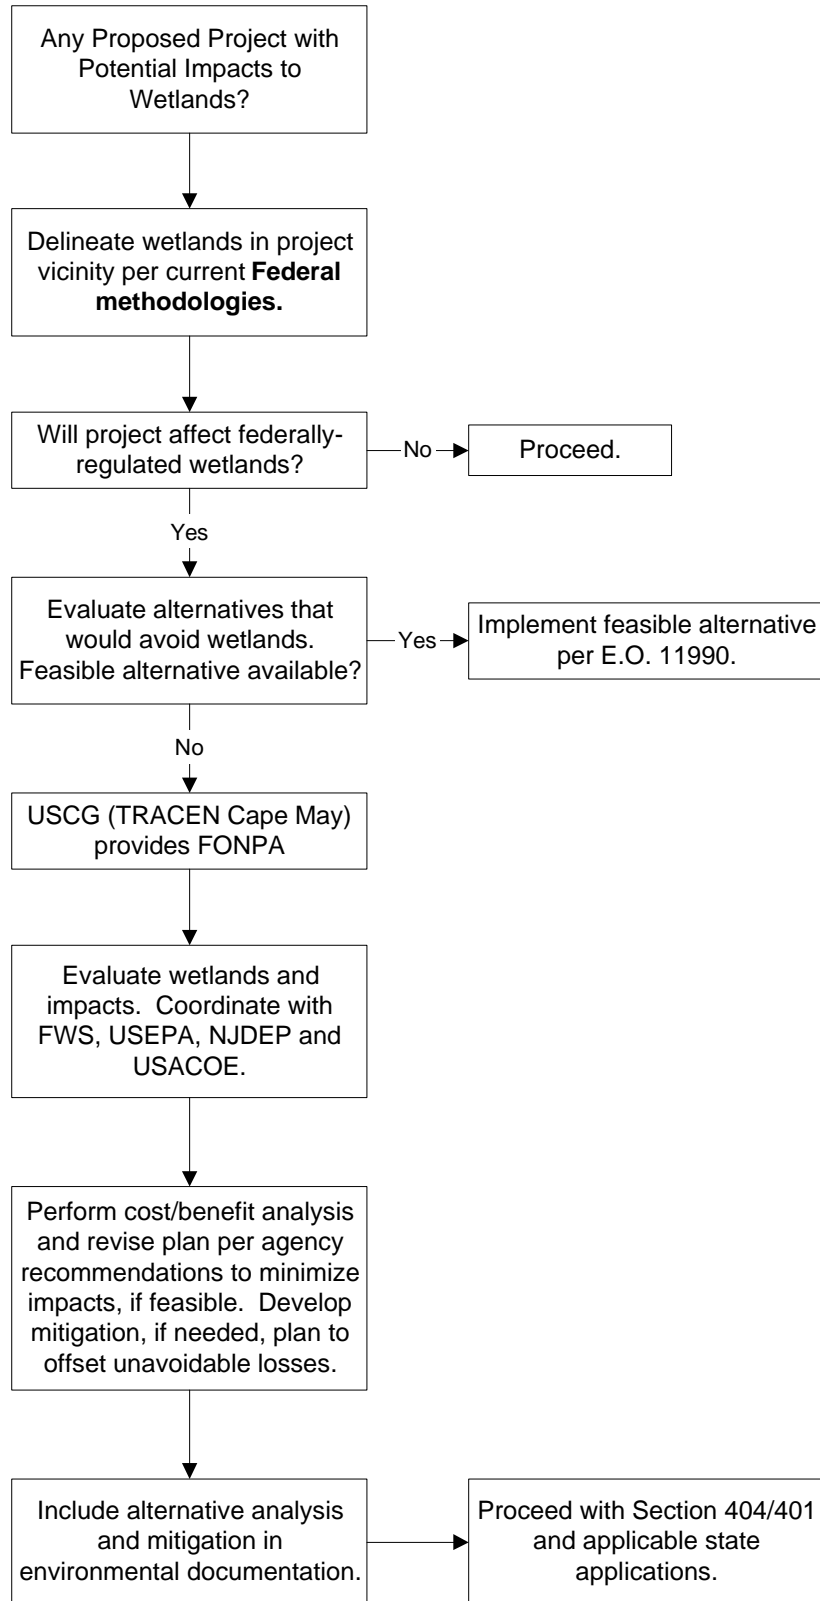 Any Proposed Project with
Potential Impacts to
Wetlands?
Delineate wetlands in project
vicinity per current Federal
methodologies.
Will project affect federally-
regulated wetlands?
No
Proceed.
Yes
Evaluate alternatives that
would avoid wetlands.
Feasible alternative available?
Yes
Implement feasible alternative
per E.O. 11990.
No
USCG (TRACEN Cape May)
provides FONPA
Evaluate wetlands and
impacts.  Coordinate with
FWS, USEPA, NJDEP and
USACOE.
Perform cost/benefit analysis
and revise plan per agency
recommendations to minimize
impacts, if feasible.  Develop
mitigation, if needed, plan to
offset unavoidable losses.
Include alternative analysis
and mitigation in
environmental documentation.
Proceed with Section 404/401
and applicable state
applications.